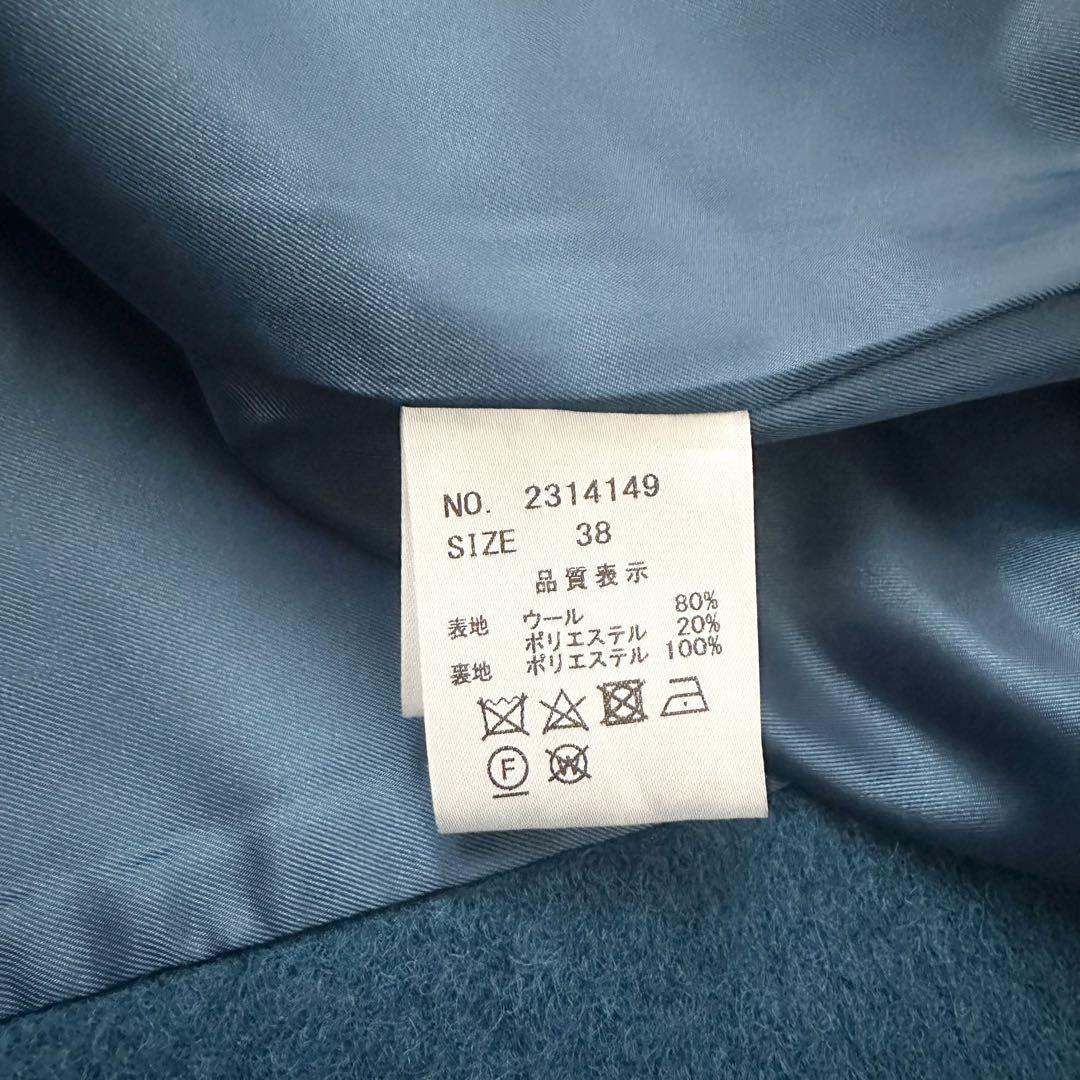 NO. 2314149
SIZE 38
品質表示
表地 ウール 80%
ポリエステル 20%
裏地 ポリエステル 100%
F W